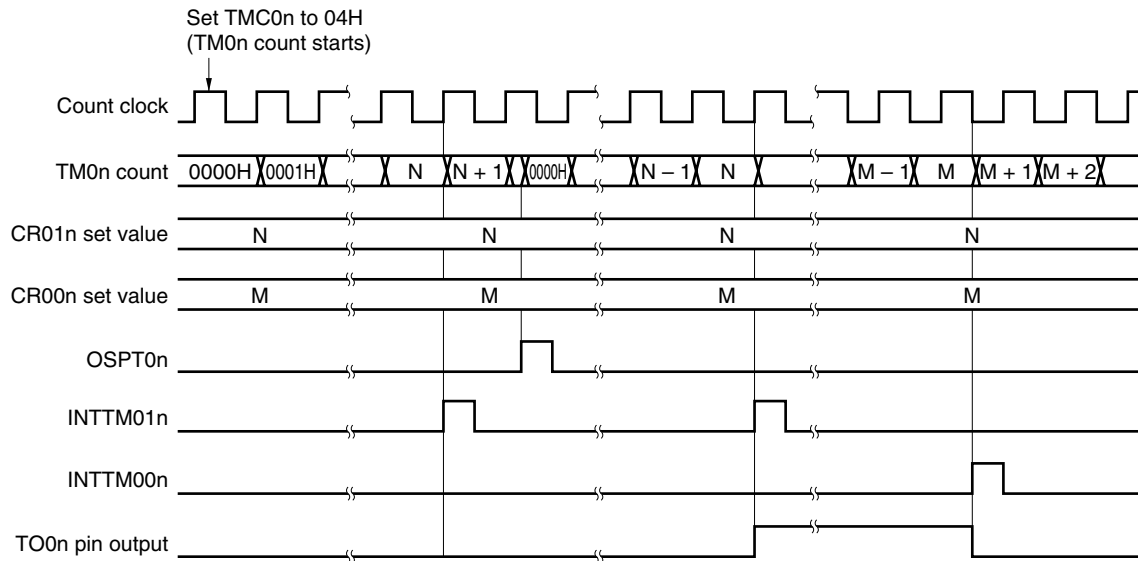 Set TMC0n to 04H
(TM0n count starts)
Count clock
TM0n count 0000H 0001H N N + 1 0000H N – 1 N M – 1 M M + 1 M + 2
CR01n set value N N N N
CR00n set value M M M M
OSPT0n
INTTM01n
INTTM00n
TO0n pin output